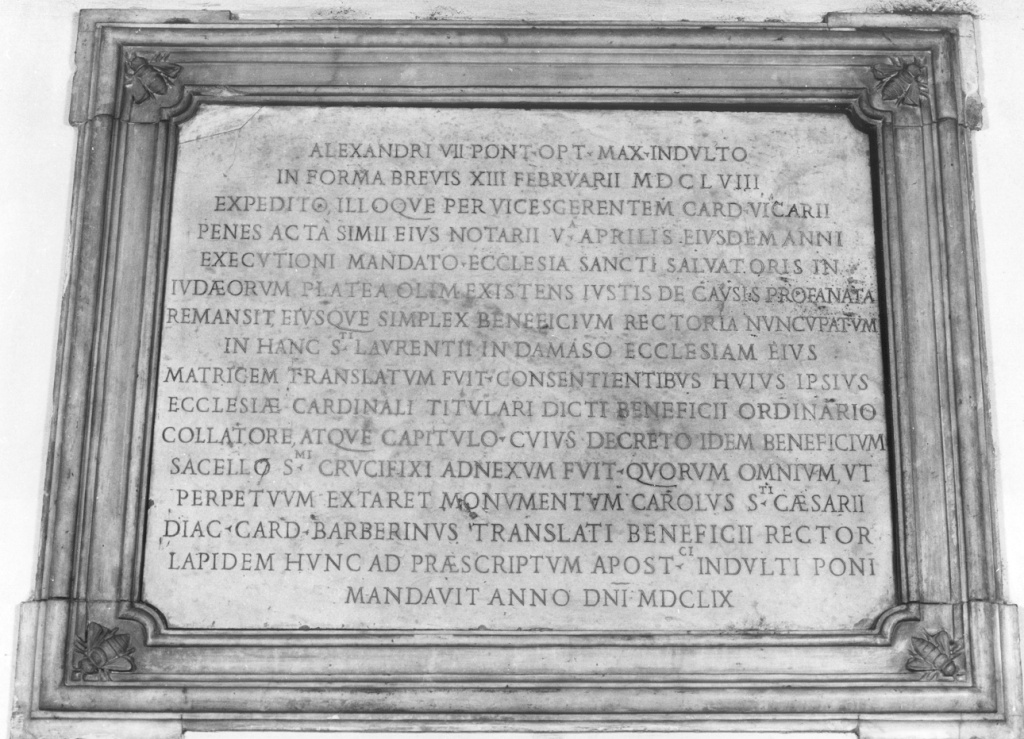 ALEXANDRI VII PONT·OPT·MAX·INDVLTO
IN FORMA BREVIS XIII FEBRVARII MDCLVIII
EXPEDITO, ILLOQVE PER VICESGERENTEM CARD·VICARII
PENES ACTA SIMII EIVS NOTARII V·APRILIS EIVSDEM ANNI
EXECVTIONI MANDATO·ECCLESIA SANCTI SALVATORIS IN
IVDÆORVM PLATEA OLIM EXISTENS IVSTIS DE CAVSIS PROFANATA
REMANSIT, EIVSQVE SIMPLEX BENEFICIVM RECTORIA NVNCVPATVM
IN HANC S·TI LAVRENTII IN DAMASO ECCLESIAM EIVS
MATRICEM TRANSLATVM FVIT·CONSENTIENTIBVS HVIVS IPSIVS
ECCLESIÆ CARDINALI TITVLARI DICTI BENEFICII ORDINARIO
COLLATORE, ATQVE CAPITVLO·CVIVS DECRETO IDEM BENEFICIVM
SACELLO S·MI CRVCIFIXI ADNEXVM FVIT·QVORVM OMNIVM, VT
PERPETVVM EXTARET MONVMENTVM CAROLVS S·TI CÆSARII
DIAC·CARD·BARBERINVS TRANSLATI BENEFICII RECTOR
LAPIDEM HVNC AD PRÆSCRIPTVM APOST·CI INDVLTI PONI
MANDAVIT ANNO DN̄I MDCLIX